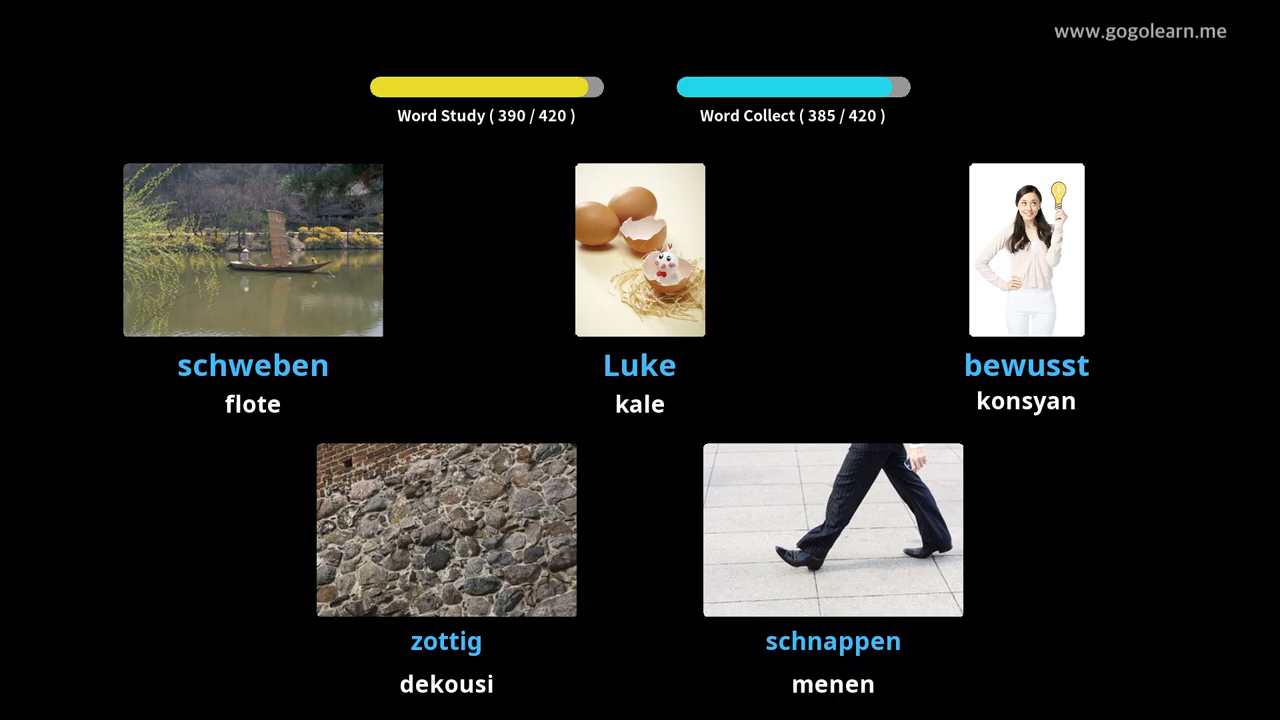 www.gogolearn.me
Word Study ( 390 / 420 )
Word Collect ( 385 / 420 )
schweben
flote
Luke
kale
bewusst
konsyan
zottig
dekousi
schnappen
menen